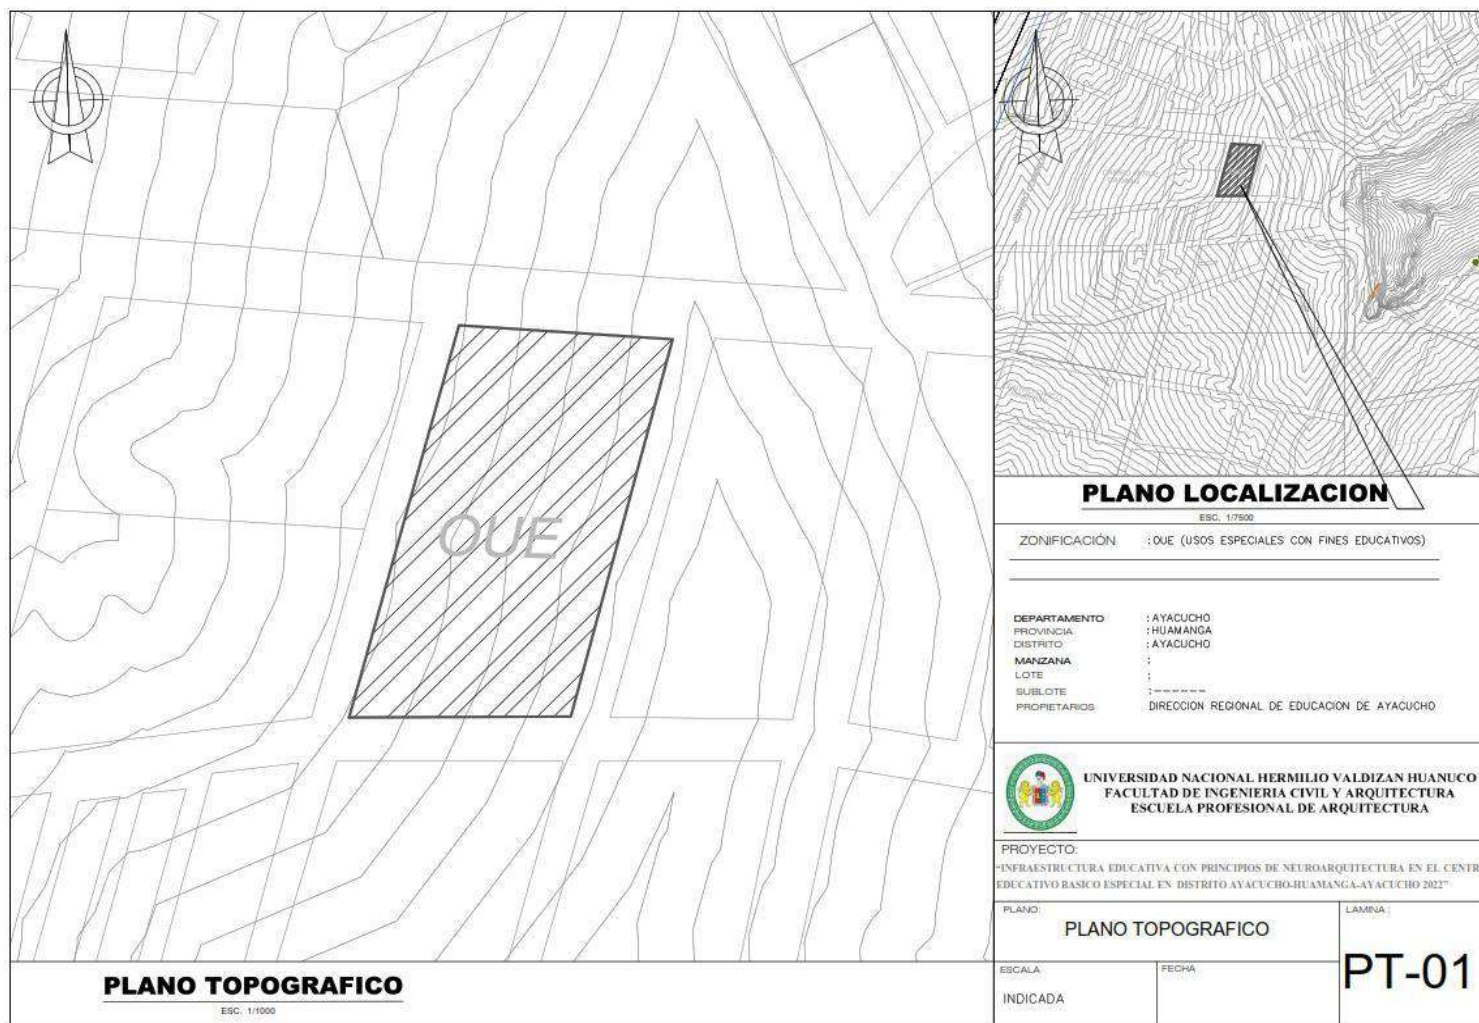 OUE
PLANO TOPOGRAFICO
ESC. 1/1000
PLANO LOCALIZACION
ESC. 1/7500
ZONIFICACIÓN : OUE (USOS ESPECIALES CON FINES EDUCATIVOS)
DEPARTAMENTO : AYACUCHO
PROVINCIA : HUAMANGA
DISTRITO : AYACUCHO
MANZANA :
LOTE :
SUBLOTE : ------
PROPIETARIOS DIRECCION REGIONAL DE EDUCACION DE AYACUCHO
UNIVERSIDAD NACIONAL HERMILIO VALDIZAN HUANUCO
FACULTAD DE INGENIERIA CIVIL Y ARQUITECTURA
ESCUELA PROFESIONAL DE ARQUITECTURA
PROYECTO:
"INFRAESTRUCTURA EDUCATIVA CON PRINCIPIOS DE NEUROARQUITECTURA EN EL CENTR
EDUCATIVO BASICO ESPECIAL EN DISTRITO AYACUCHO-HUAMANGA-AYACUCHO 2022"
PLANO:
PLANO TOPOGRAFICO
LAMINA :
PT-01
ESCALA
INDICADA
FECHA